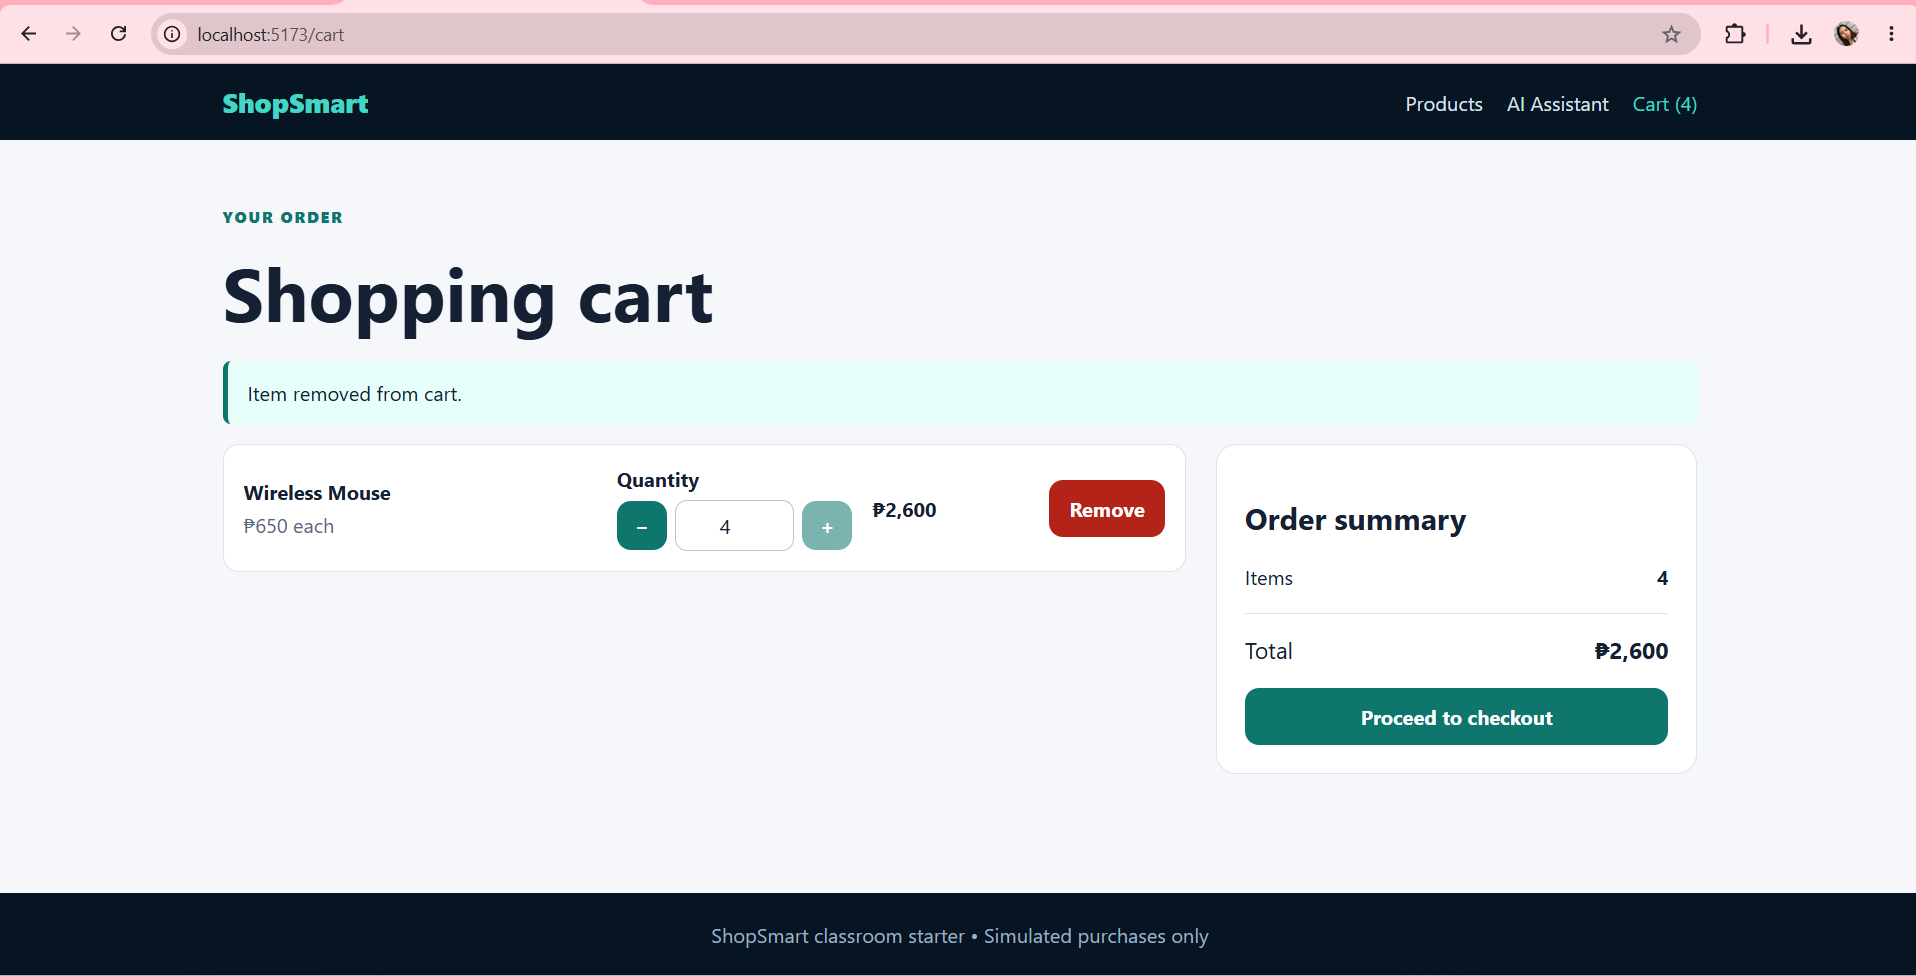 localhost:5173/cart
ShopSmart
Products AI Assistant Cart (4)
YOUR ORDER
Shopping cart
Item removed from cart.
Wireless Mouse
₱650 each
Quantity
– 4 +
₱2,600
Remove
Order summary
Items 4
Total ₱2,600
Proceed to checkout
ShopSmart classroom starter • Simulated purchases only